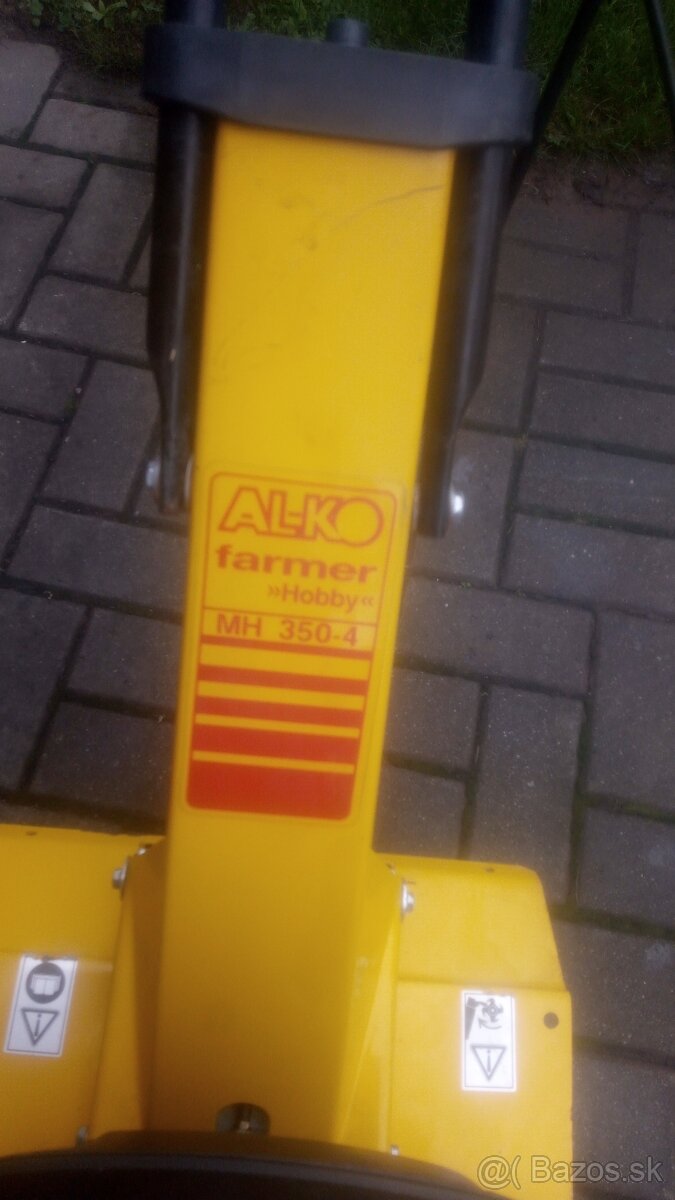 AL-KO
farmer
»Hobby«
MH 350-4
@( Bazos.sk